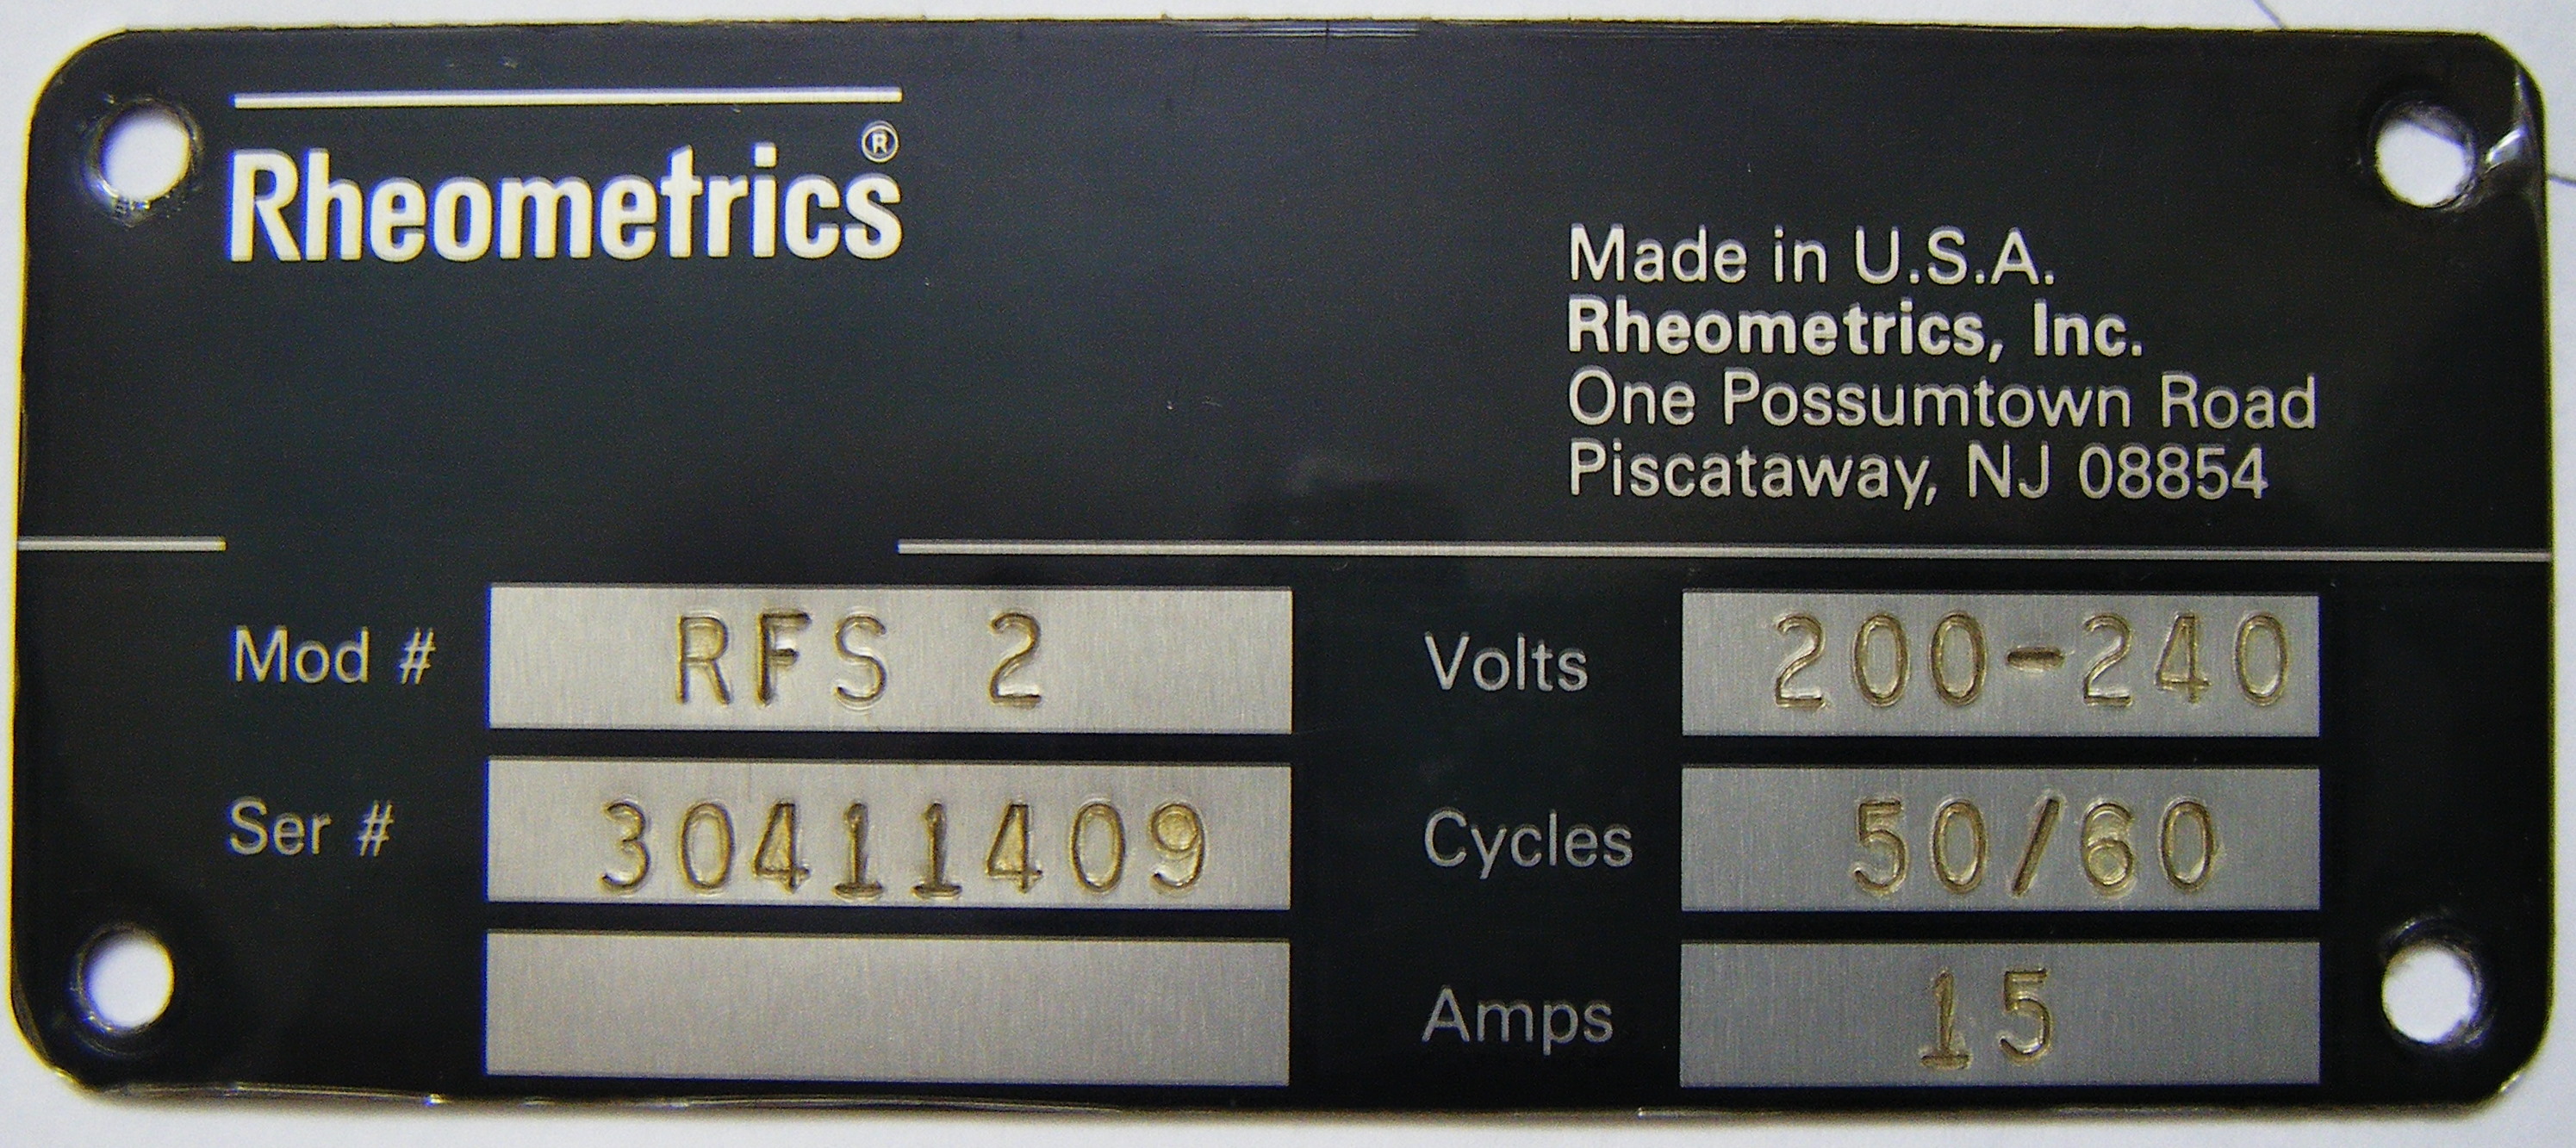 Rheometrics®
Made in U.S.A.
Rheometrics, Inc.
One Possumtown Road
Piscataway, NJ 08854
Mod # RFS 2
Ser # 30411409
Volts 200-240
Cycles 50/60
Amps 15